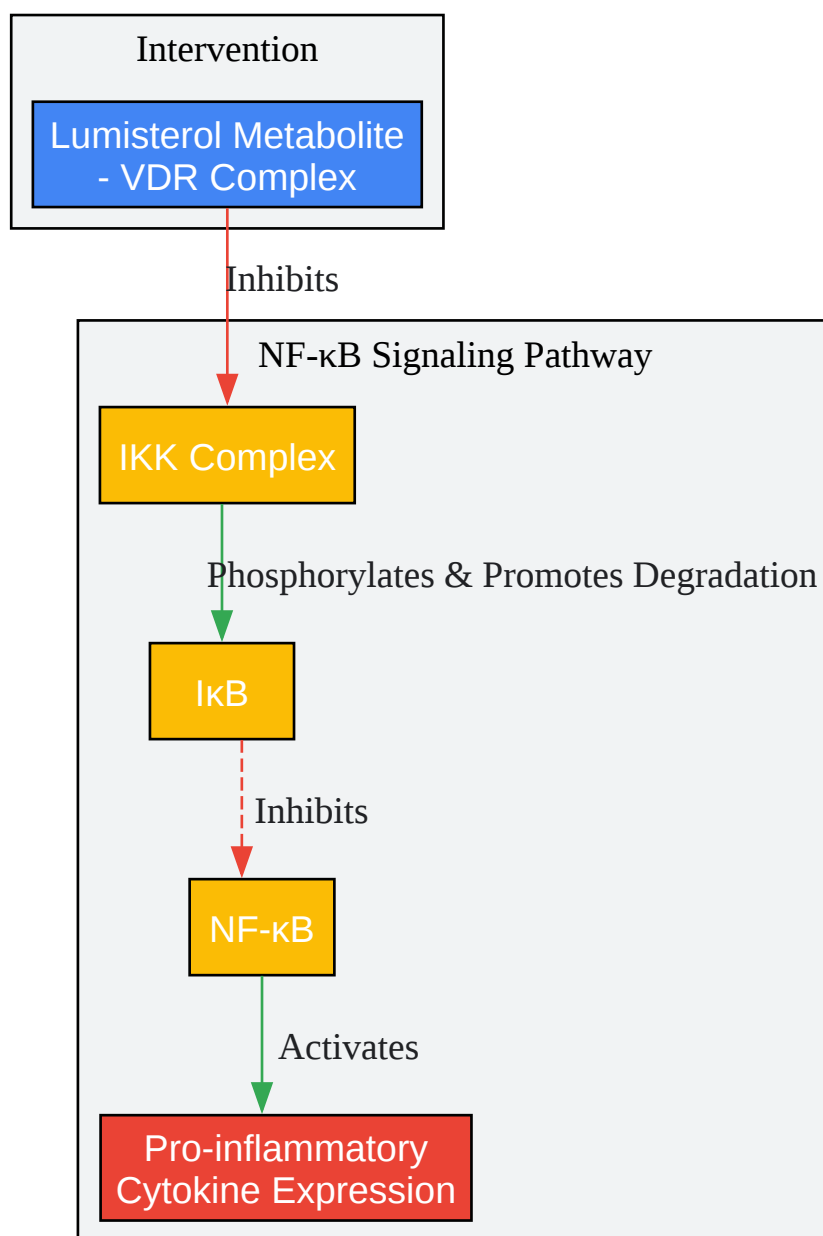 Intervention
Lumisterol Metabolite
- VDR Complex
Inhibits
NF-κB Signaling Pathway
IKK Complex
Phosphorylates & Promotes Degradation
IκB
Inhibits
NF-κB
Activates
Pro-inflammatory
Cytokine Expression